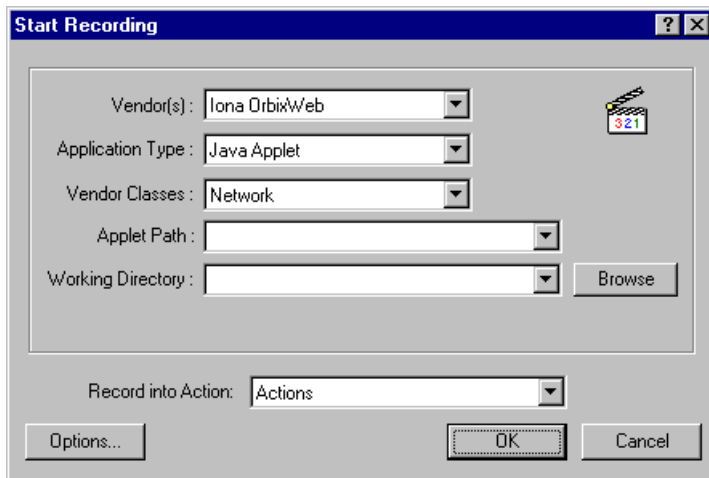 Start Recording
Vendor(s) : Iona OrbixWeb
321
Application Type : Java Applet
Vendor Classes : Network
Applet Path :
Working Directory : Browse
Record into Action: Actions
Options... OK Cancel